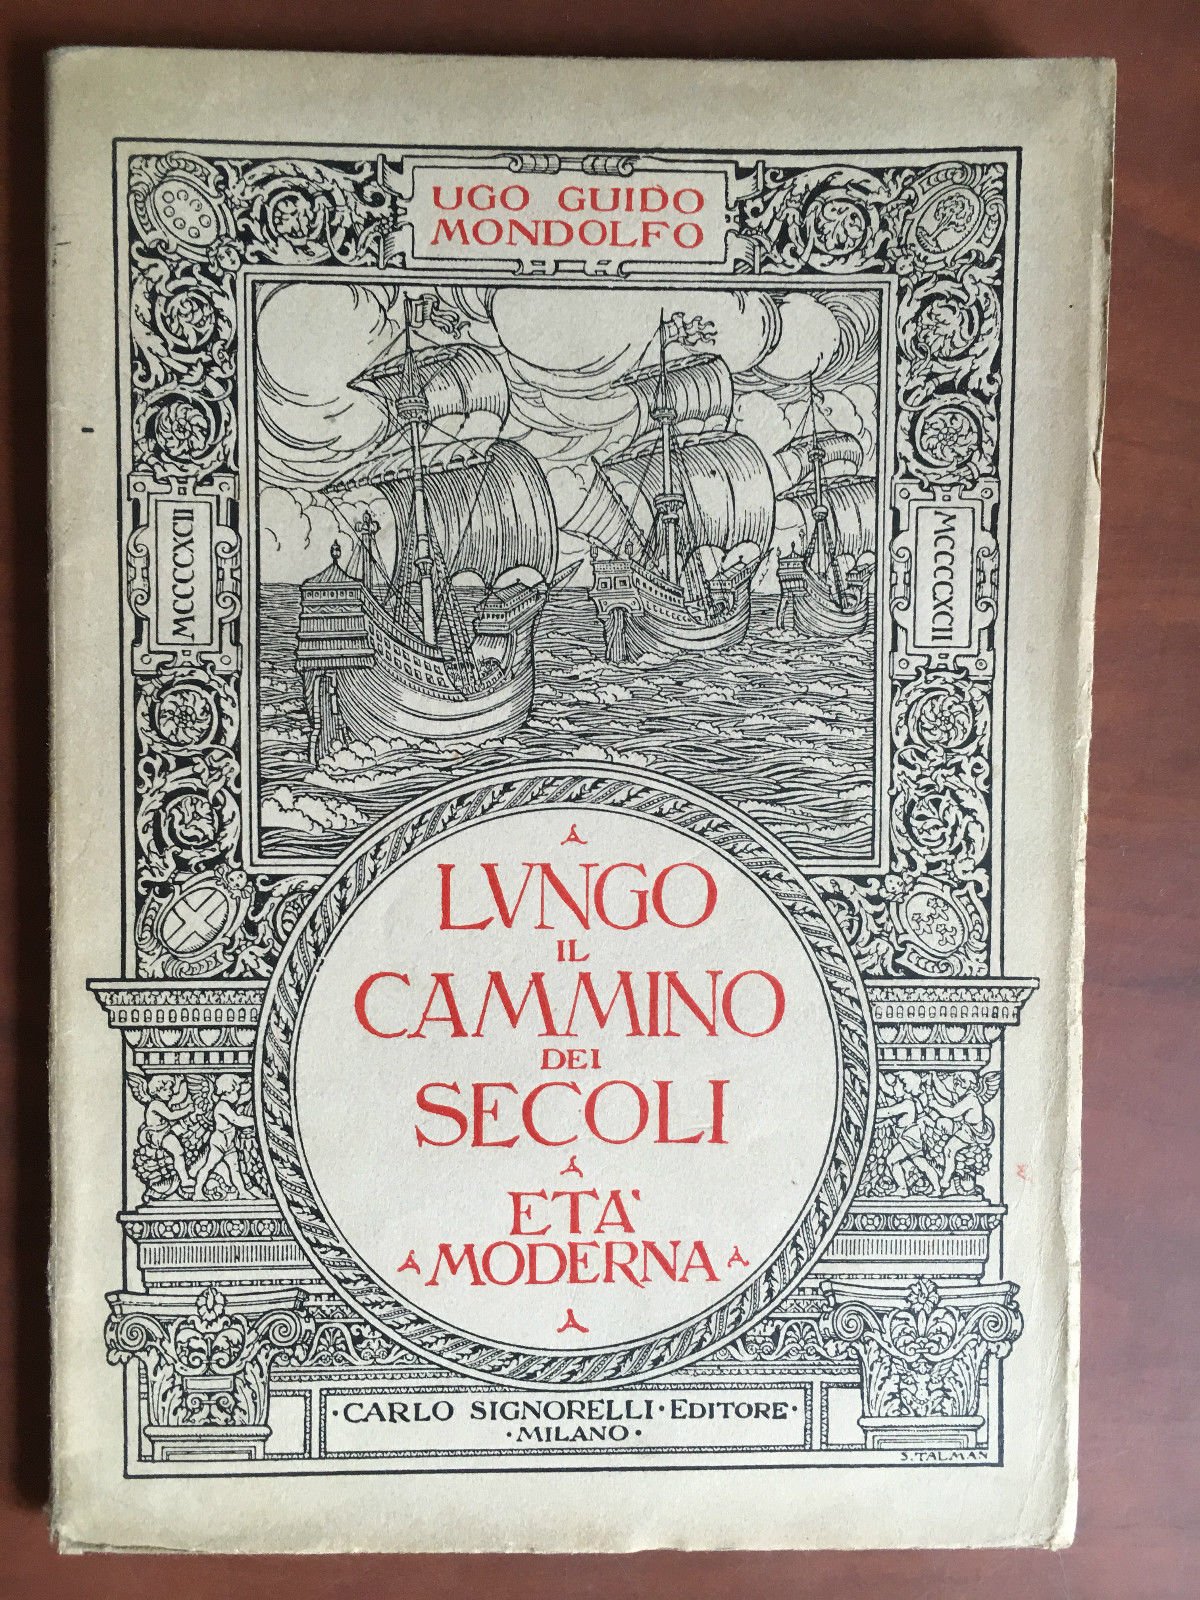 UGO GUIDO
MONDOLFO
MCCCCXCII
MCCCCXCII
LVNGO
IL
CAMMINO
DEI
SECOLI
ETA'
MODERNA
·CARLO SIGNORELLI·EDITORE·
·MILANO·
S. TALMAN